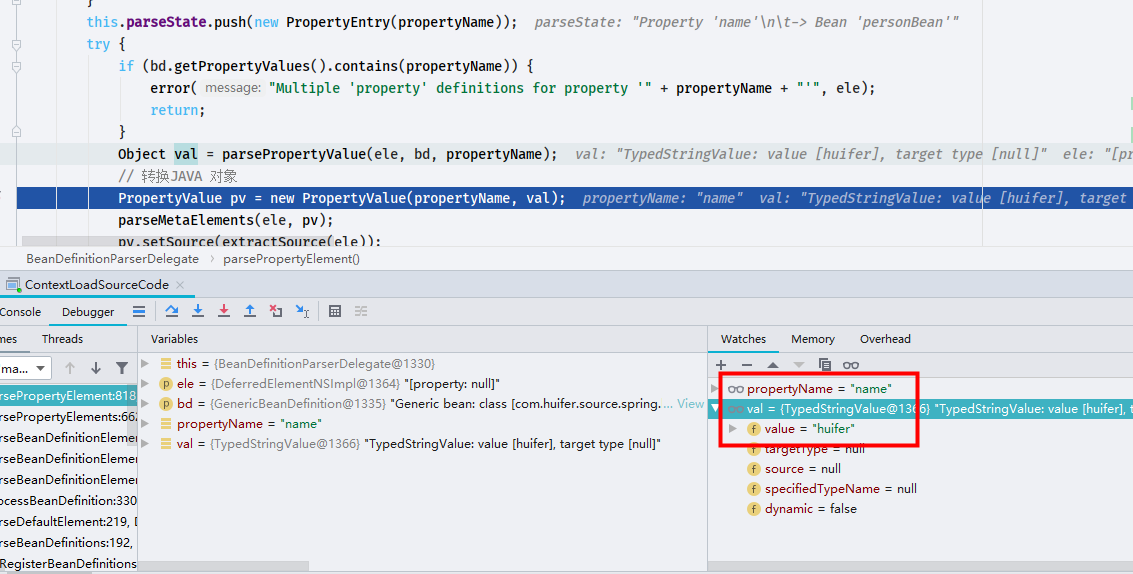 }
this.parseState.push(new PropertyEntry(propertyName)); parseState: "Property 'name'\n\t-> Bean 'personBean'"
try {
if (bd.getPropertyValues().contains(propertyName)) {
error( message: "Multiple 'property' definitions for property '" + propertyName + "'", ele);
return;
}
Object val = parsePropertyValue(ele, bd, propertyName); val: "TypedStringValue: value [huifer], target type [null]" ele: "[pr
// 转换JAVA 对象
PropertyValue pv = new PropertyValue(propertyName, val); propertyName: "name" val: "TypedStringValue: value [huifer], target
parseMetaElements(ele, pv);
pv.setSource(extractSource(ele));
BeanDefinitionParserDelegate › parsePropertyElement()
ContextLoadSourceCode ×
Console Debugger
mes Threads
Variables
Watches Memory Overhead
ma...
rsePropertyElement:818
rsePropertyElements:662
rseBeanDefinitionElemen
rseBeanDefinitionElemen
rseBeanDefinitionElemen
ocessBeanDefinition:330
rseDefaultElement:219, D
rseBeanDefinitions:192,
RegisterBeanDefinitions
this = {BeanDefinitionParserDelegate@1330}
ele = {DeferredElementNSImpl@1364} "[property: null]"
bd = {GenericBeanDefinition@1335} "Generic bean: class [com.huifer.source.spring.... View
propertyName = "name"
val = {TypedStringValue@1366} "TypedStringValue: value [huifer], target type [null]"
propertyName = "name"
val = {TypedStringValue@1366} "TypedStringValue: value [huifer], t
value = "huifer"
targetType = null
source = null
specifiedTypeName = null
dynamic = false